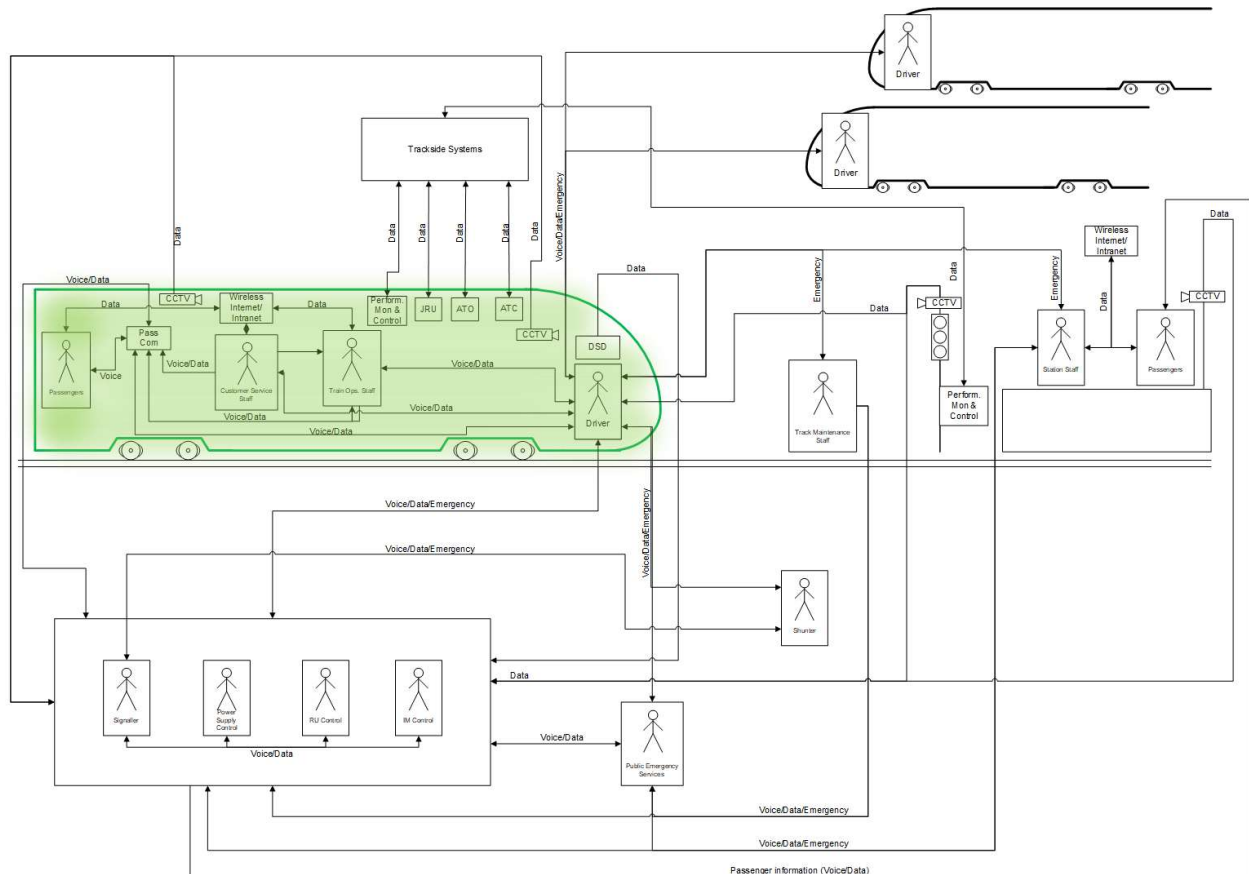 Driver
Driver
Trackside Systems
Data
Data
Data
Data
Data
Data
Voice/Data/Emergency
Data
Data
Wireless
Internet/
Intranet
Data
CCTV
Voice/Data
Data
CCTV
Wireless
Internet/
Intranet
Data
Perform.
Mon &
Control
JRU
ATO
ATC
CCTV
DSD
Emergency
Data
CCTV
Emergency
Data
Pass
Com
Voice/Data
Voice
Passengers
Customer Service
Staff
Train Ops. Staff
Voice/Data
Voice/Data
Voice/Data
Voice/Data
Driver
Track Maintenance
Staff
Perform.
Mon &
Control
Station Staff
Passengers
Voice/Data/Emergency
Voice/Data/Emergency
Voice/Data/Emergency
Shunter
Data
Signaller
Power
Supply
Control
RU Control
IM Control
Voice/Data
Voice/Data
Public Emergency
Services
Voice/Data/Emergency
Voice/Data/Emergency
Passenger information (Voice/Data)